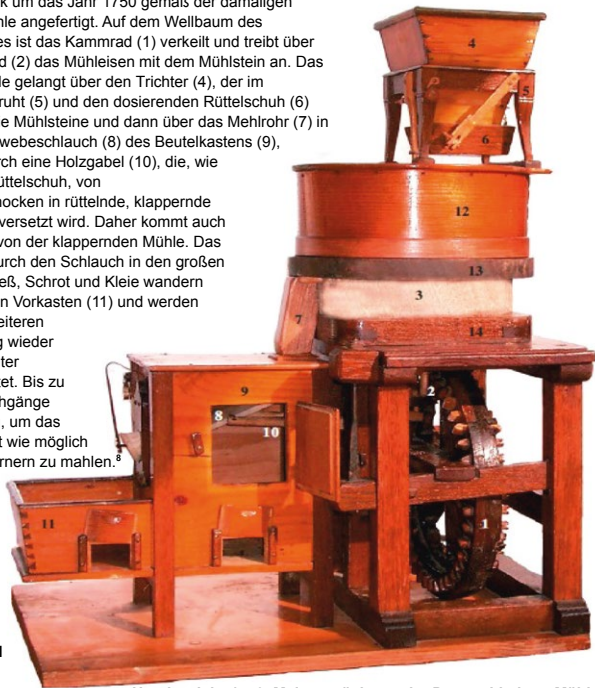 k um das Jahr 1750 gemäß der damaligen
hle angefertigt. Auf dem Wellbaum des
es ist das Kammrad (1) verkeilt und treibt über
d (2) das Mühleisen mit dem Mühlstein an. Das
de gelangt über den Trichter (4), der im
ruht (5) und den dosierenden Rüttelschuh (6)
ie Mühlsteine und dann über das Mehlrohr (7) in
webeschlauch (8) des Beutelkastens (9),
rch eine Holzgabel (10), die, wie
üttelschuh, von
nocken in rüttelnde, klappernde
versetzt wird. Daher kommt auch
von der klappernden Mühle. Das
urch den Schlauch in den großen
eß, Schrot und Kleie wandern
n Vorkasten (11) und werden
eiteren
g wieder
ter
et. Bis zu
hgänge
, um das
t wie möglich
rnern zu mahlen.⁸
4
5
6
12
13
3
7
14
9
2
8
10
11
1